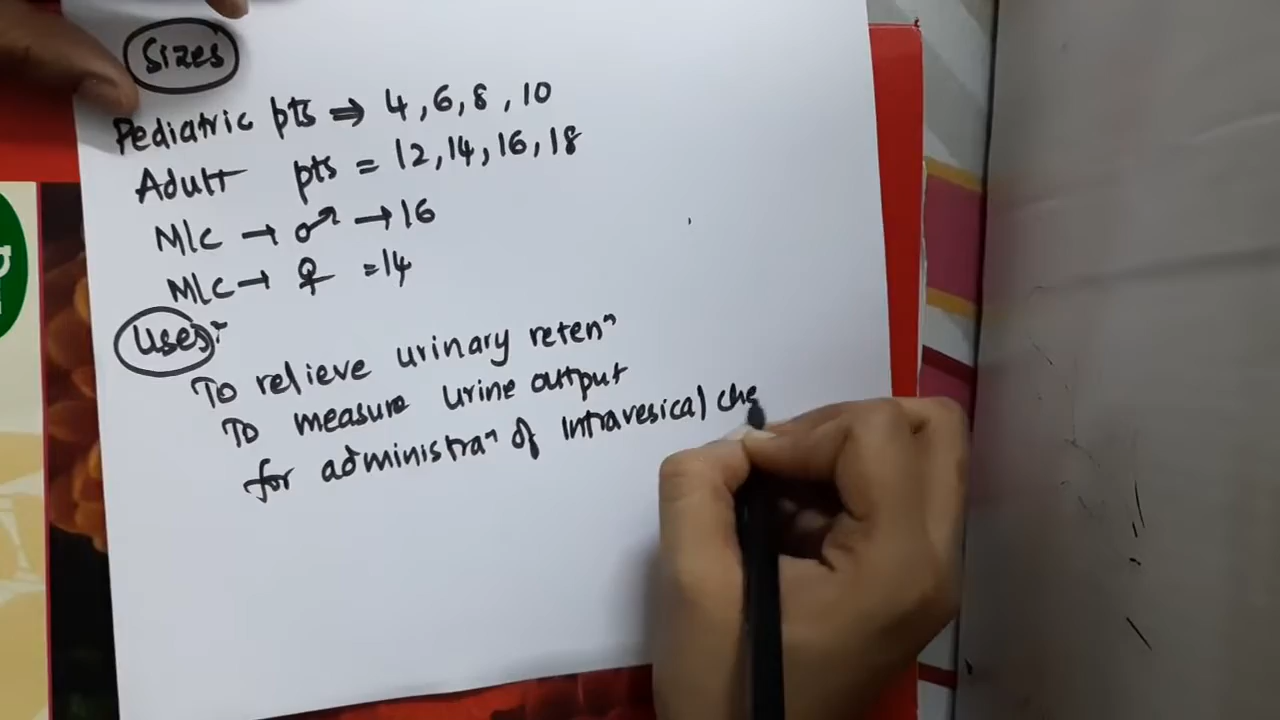 Sizes
Pediatric pts ⇒ 4, 6, 8, 10
Adult pts = 12, 14, 16, 18
M/c → ♂ → 16
M/c → ♀ = 14
Uses:
To relieve urinary retenⁿ
To measure urine output
for administraⁿ of Intravesical che